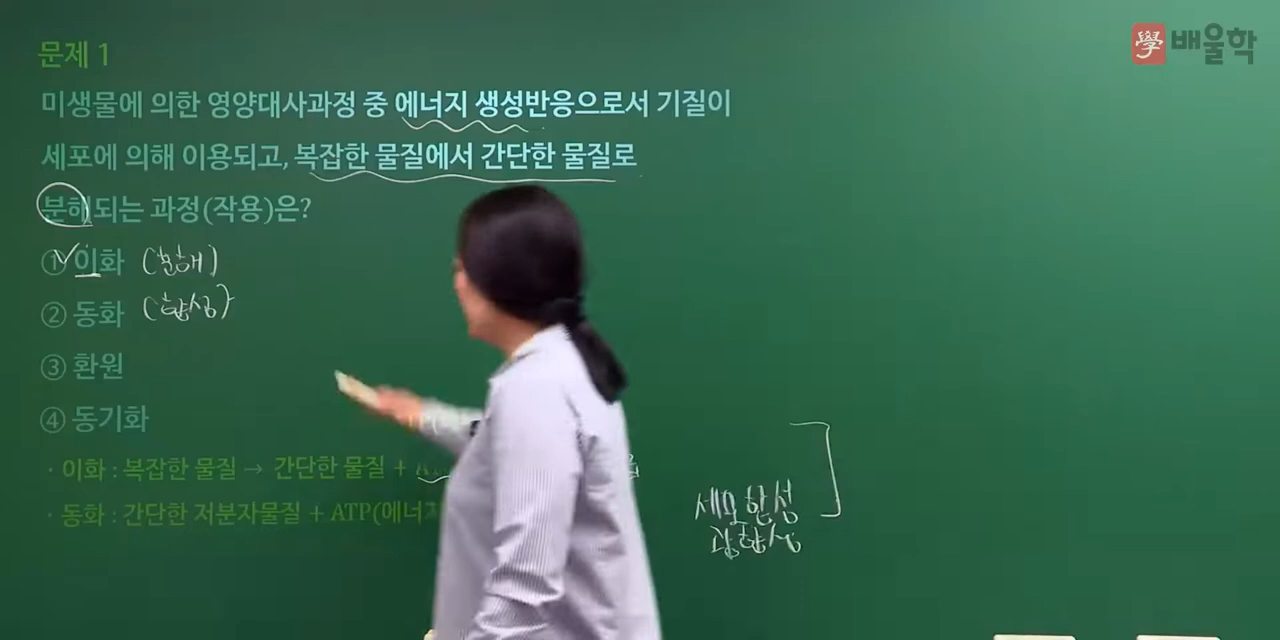 學 배울학
문제 1
미생물에 의한 영양대사과정 중 에너지 생성반응으로서 기질이
세포에 의해 이용되고, 복잡한 물질에서 간단한 물질로
분해되는 과정(작용)은?
① 이화 (분해)
② 동화 (합성)
③ 환원
④ 동기화
· 이화 : 복잡한 물질 → 간단한 물질 +
· 동화 : 간단한 저분자물질 + ATP(에너지
세포합성
광합성